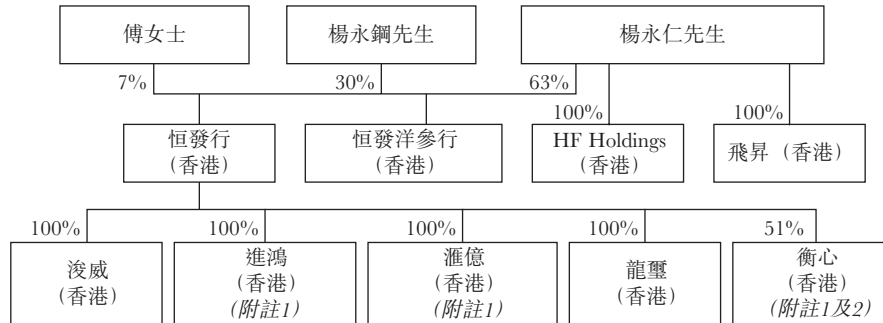 傅女士
楊永鋼先生
楊永仁先生
7%
30%
63%
100%
100%
恒發行
(香港)
恒發洋參行
(香港)
HF Holdings
(香港)
飛昇（香港）
100%
100%
100%
100%
51%
浚威
(香港)
進鴻
(香港)
(附註1)
滙億
(香港)
(附註1)
龍璽
(香港)
衡心
(香港)
(附註1及2)